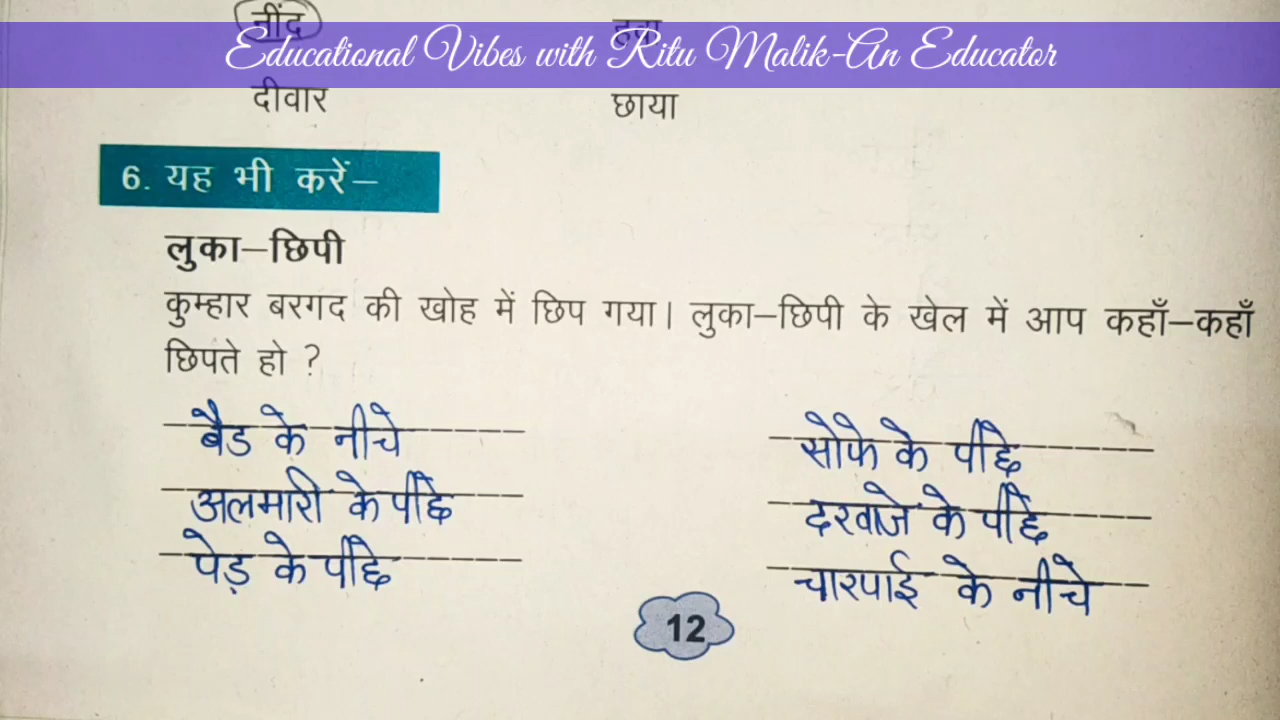 नींद हवा
Educational Vibes with Ritu Malik-An Educator
दीवार छाया
6. यह भी करें–
लुका–छिपी
कुम्हार बरगद की खोह में छिप गया। लुका–छिपी के खेल में आप कहाँ–कहाँ
छिपते हो ?
बैड के नीचे सोफे के पीछे
अलमारी के पीछे दरवाजे के पीछे
पेड़ के पीछे चारपाई के नीचे
12